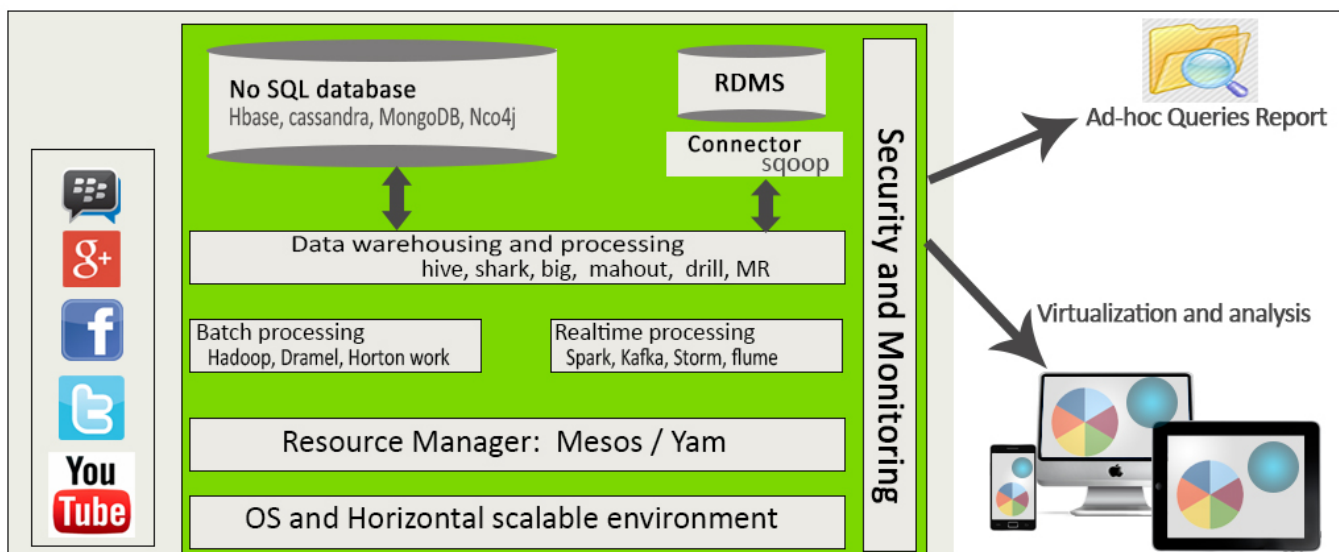 No SQL database
Hbase, cassandra, MongoDB, Nco4j
RDMS
Connector
sqoop
Data warehousing and processing
hive, shark, big, mahout, drill, MR
Batch processing
Hadoop, Dramel, Horton work
Realtime processing
Spark, Kafka, Storm, flume
Resource Manager: Mesos / Yam
OS and Horizontal scalable environment
Security and Monitoring
g+
f
t
You
Tube
Ad-hoc Queries Report
Virtualization and analysis